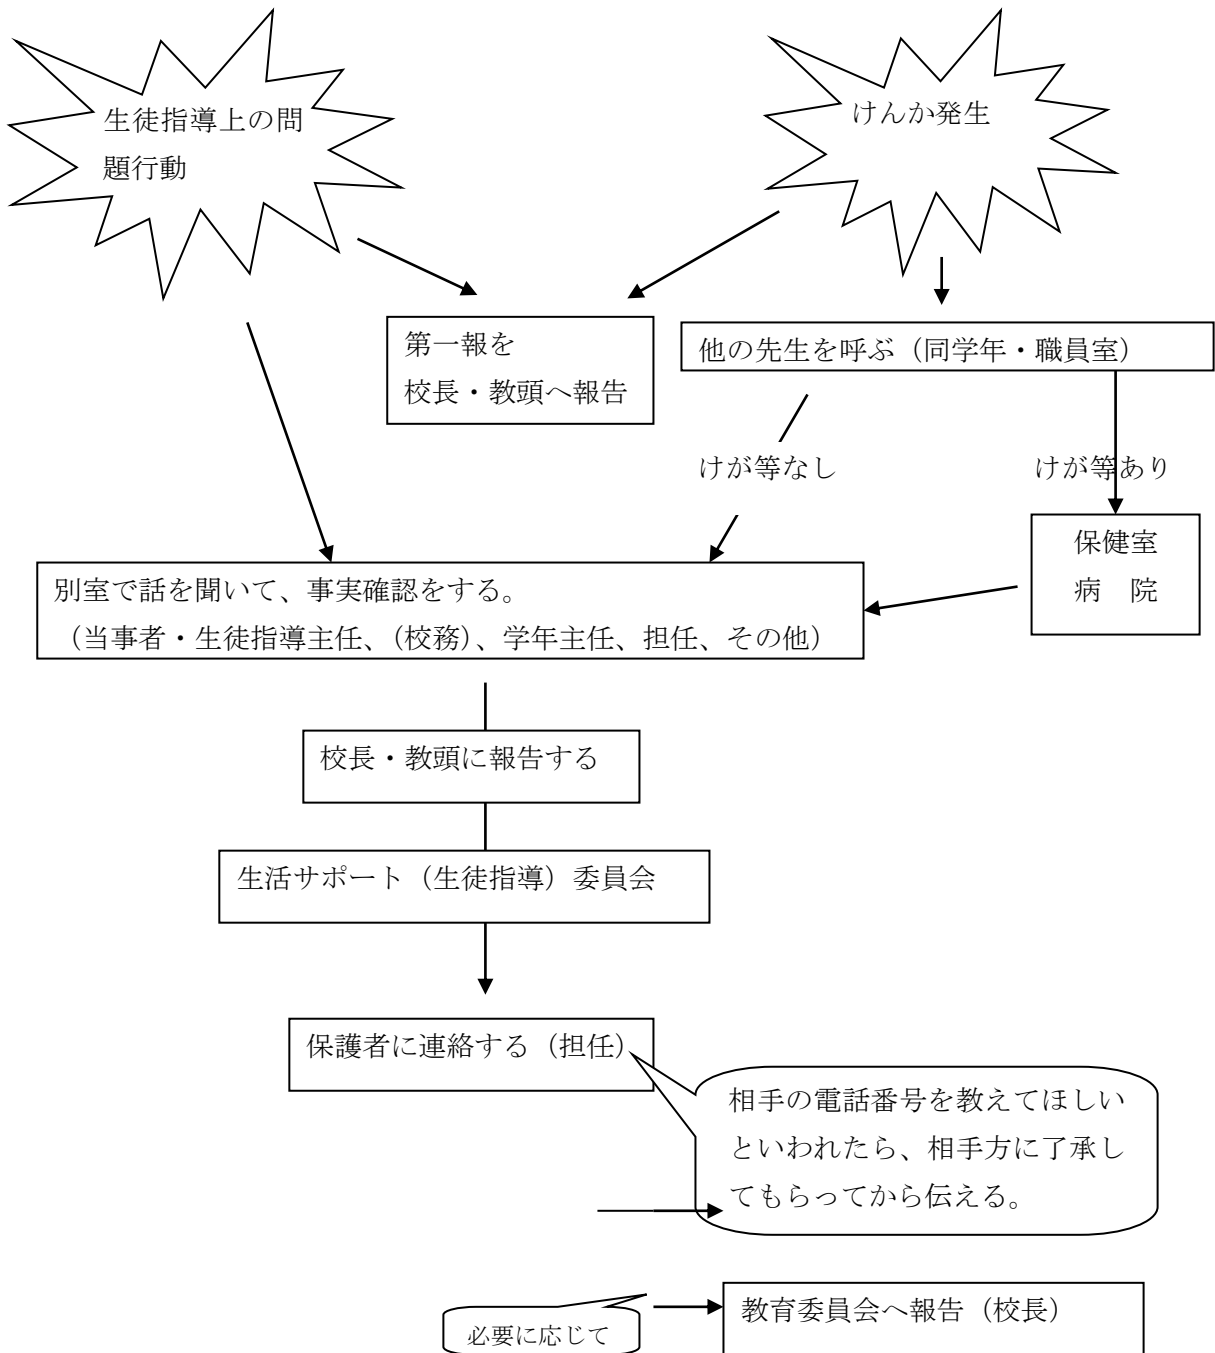 生徒指導上の問
題行動
けんか発生
第一報を
校長・教頭へ報告
他の先生を呼ぶ（同学年・職員室）
けが等なし
けが等あり
保健室
病　院
別室で話を聞いて、事実確認をする。
（当事者・生徒指導主任、（校務）、学年主任、担任、その他）
校長・教頭に報告する
生活サポート（生徒指導）委員会
保護者に連絡する（担任）
相手の電話番号を教えてほしい
といわれたら、相手方に了承し
てもらってから伝える。
教育委員会へ報告（校長）
必要に応じて